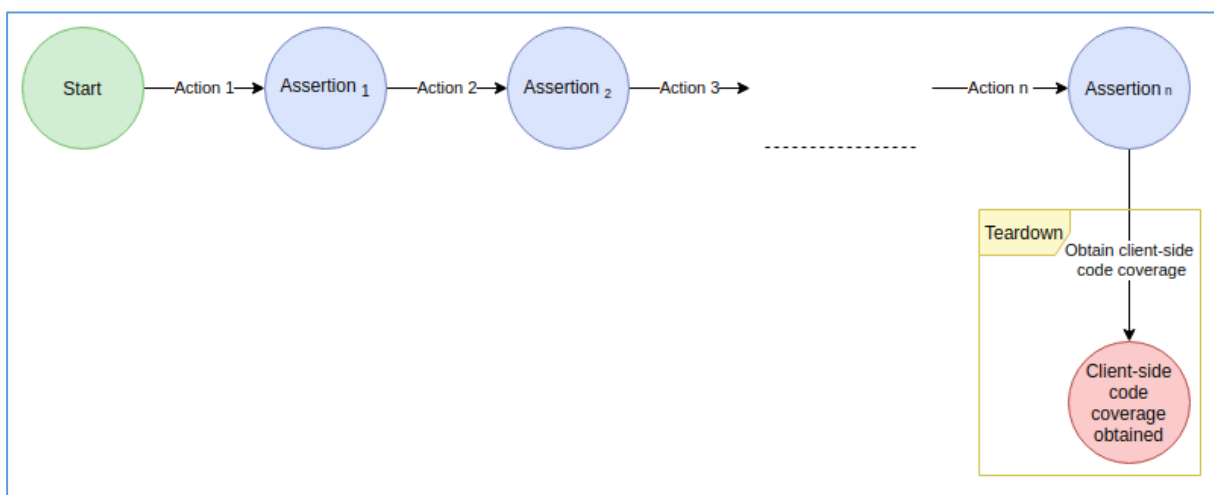 Start
Action 1
Assertion 1
Action 2
Assertion 2
Action 3
Action n
Assertion n
Teardown
Obtain client-side
code coverage
Client-side
code
coverage
obtained